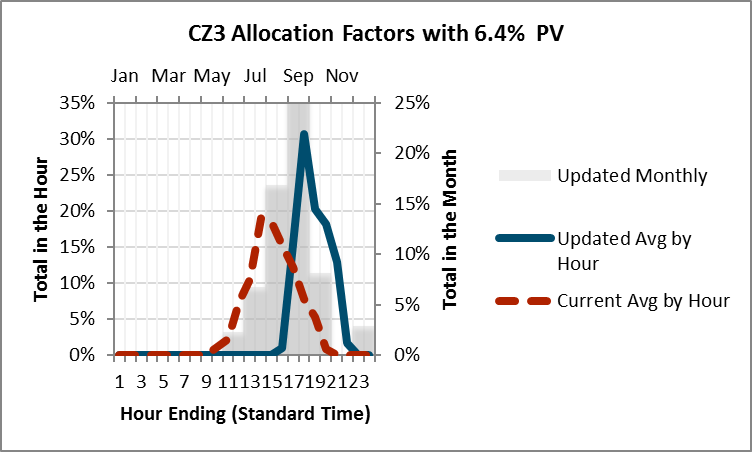 CZ3 Allocation Factors with 6.4% PV
Jan Mar May Jul Sep Nov
35%
30%
25%
20%
15%
10%
5%
0%
Total in the Hour
25%
20%
15%
10%
5%
0%
Total in the Month
1 3 5 7 9 11 13 15 17 19 21 23
Hour Ending (Standard Time)
Updated Monthly
Updated Avg by
Hour
Current Avg by Hour